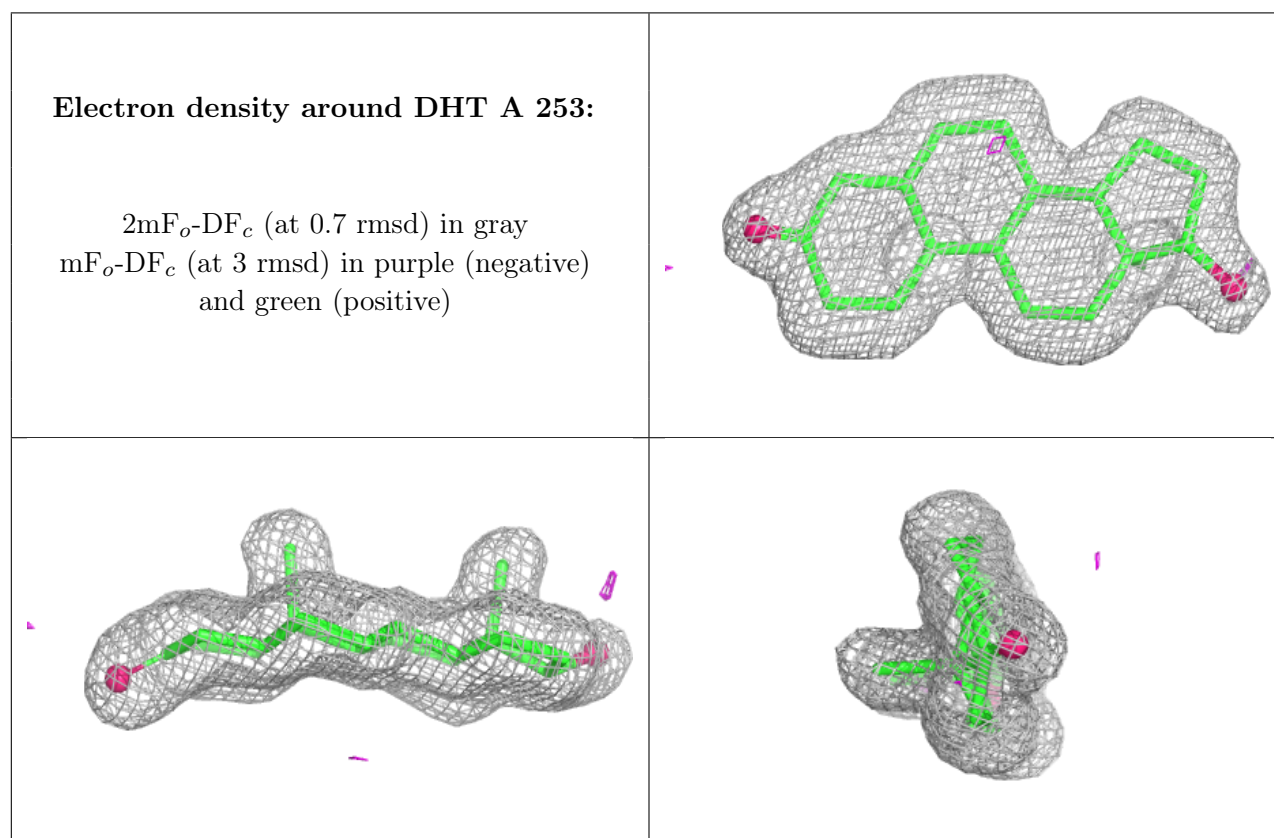 Electron density around DHT A 253:
2mFo-DFc (at 0.7 rmsd) in gray
mFo-DFc (at 3 rmsd) in purple (negative)
and green (positive)